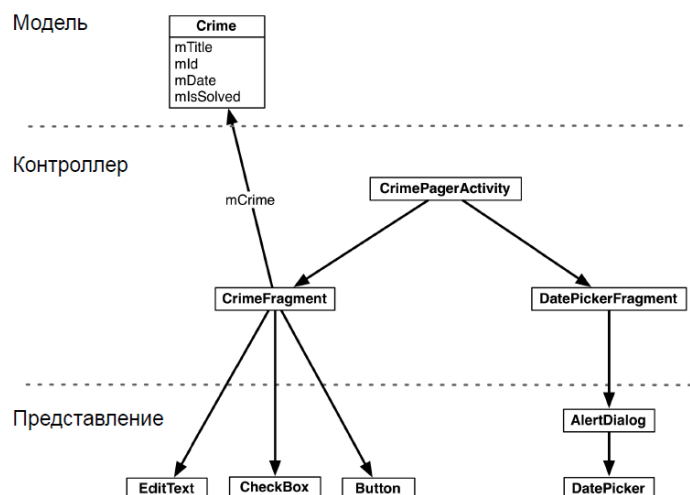 Модель
Crime
mTitle
mId
mDate
mIsSolved
Контроллер
CrimePagerActivity
mCrime
CrimeFragment
DatePickerFragment
Представление
AlertDialog
EditText
CheckBox
Button
DatePicker